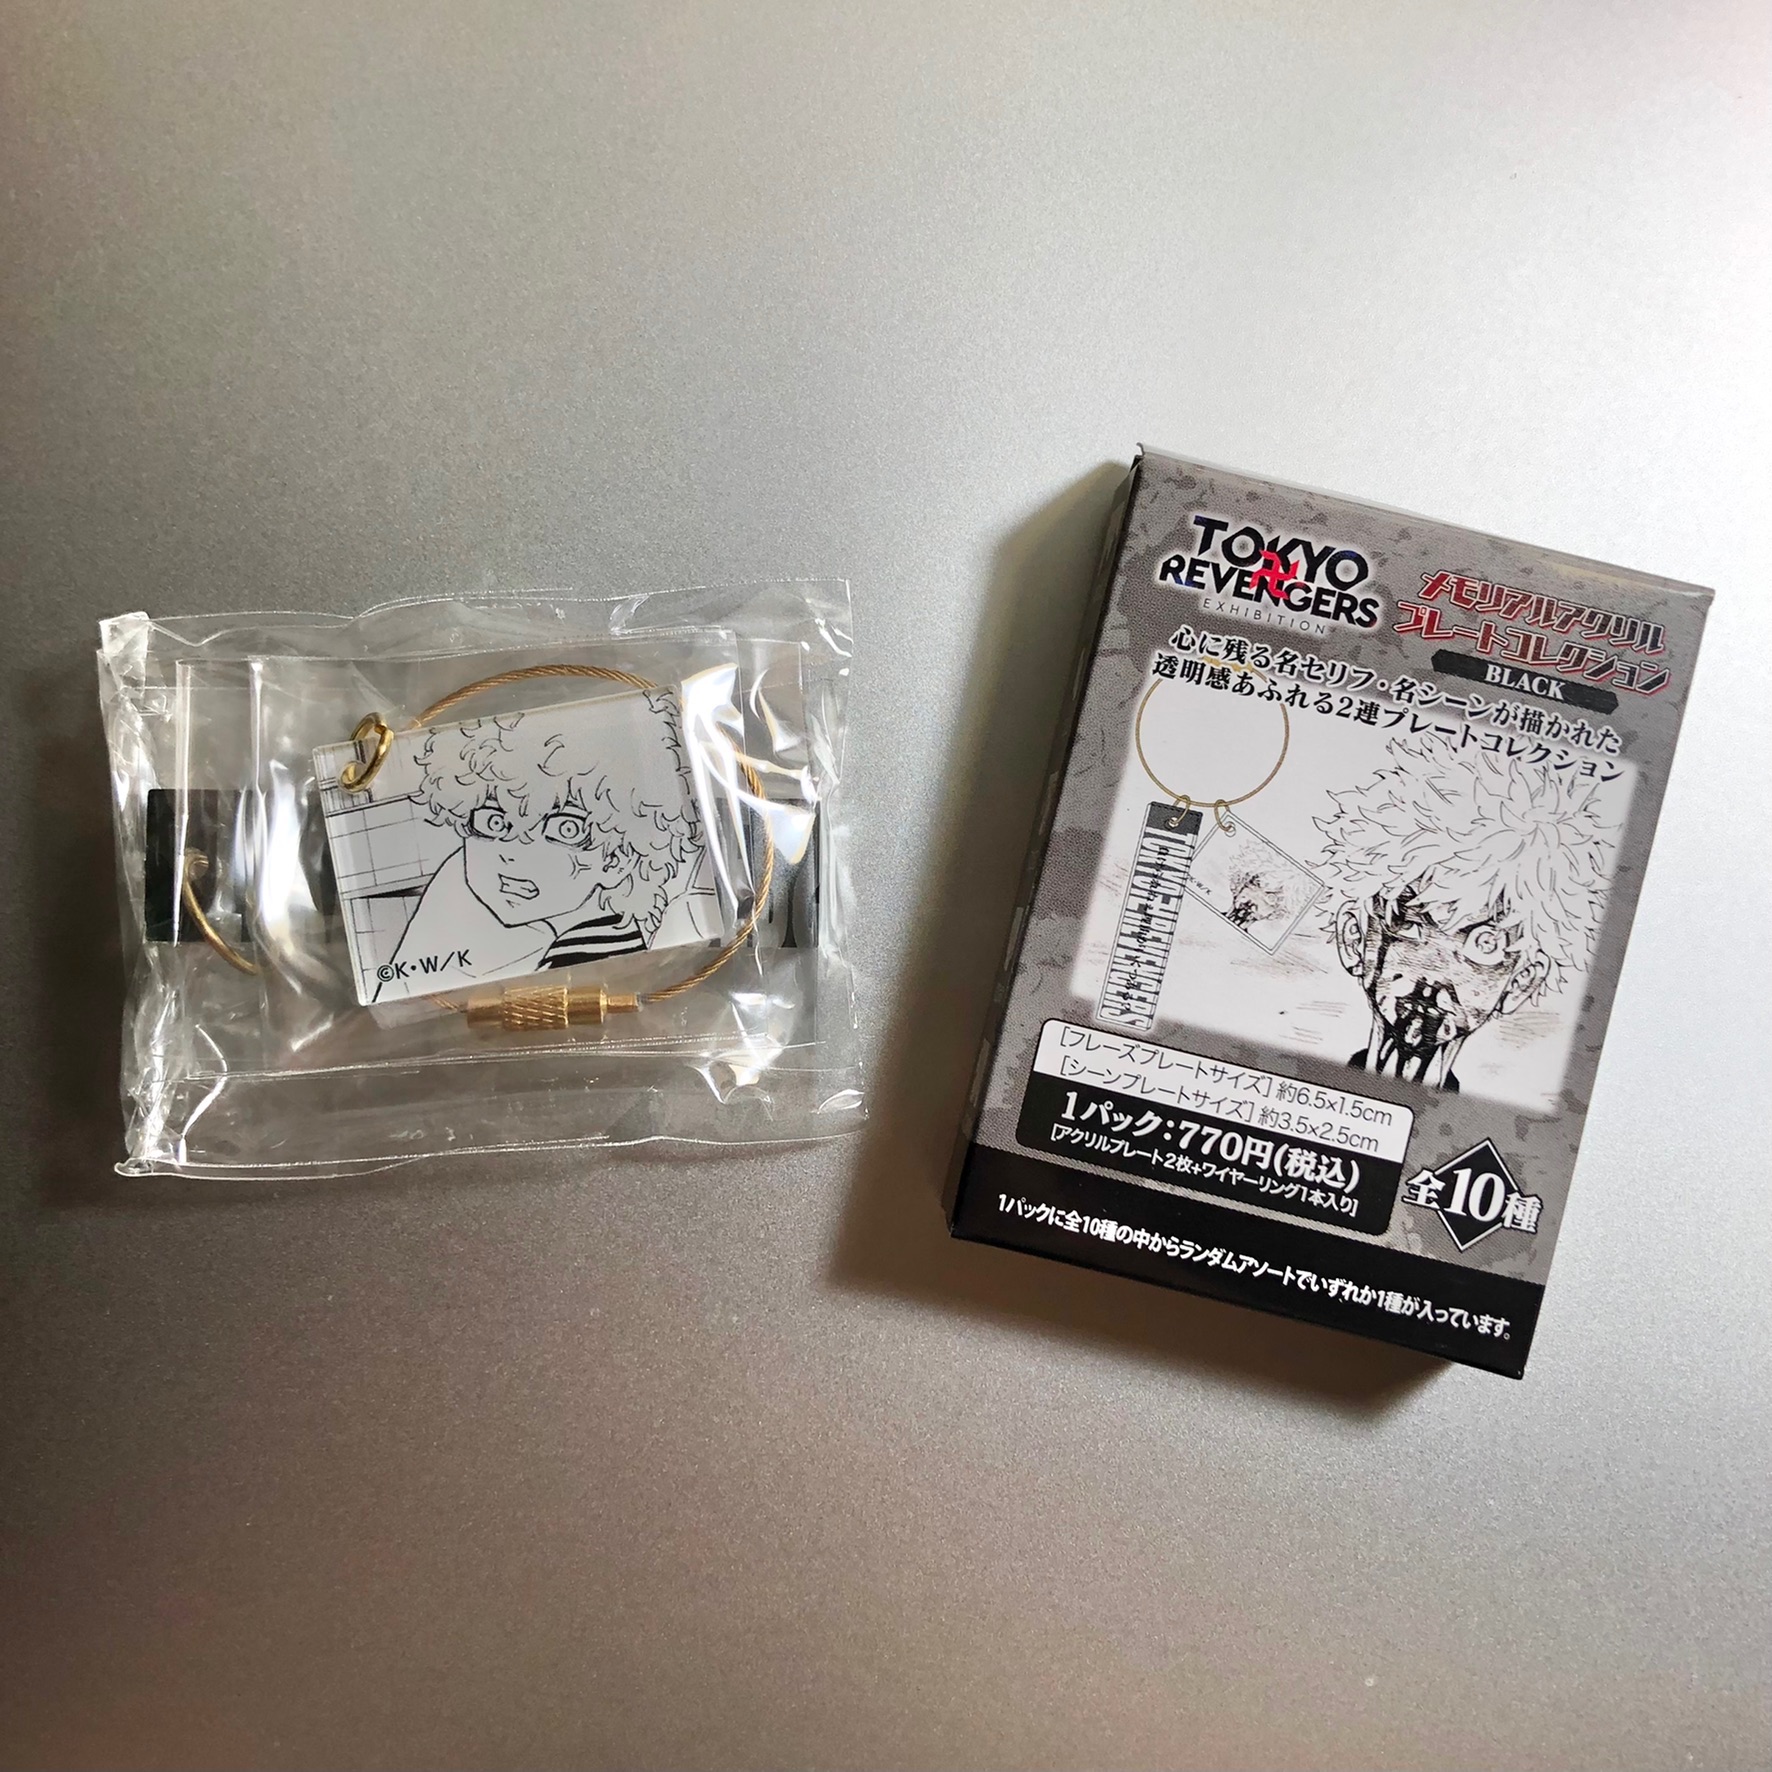 ©K・W/K
TOKYO
REVENGERS
EXHIBITION
メモリアルアクリル
プレートコレクション
BLACK
心に残る名セリフ・名シーンが描かれた
透明感あふれる2連プレートコレクション
TOKYO REVENGERS
[フレーズプレートサイズ] 約6.5×1.5cm
[シーンプレートサイズ] 約3.5×2.5cm
1パック:770円(税込)
[アクリルプレート2枚+ワイヤーリング1本入り]
全10種
1パックに全10種の中からランダムアソートでいずれか1種が入っています。